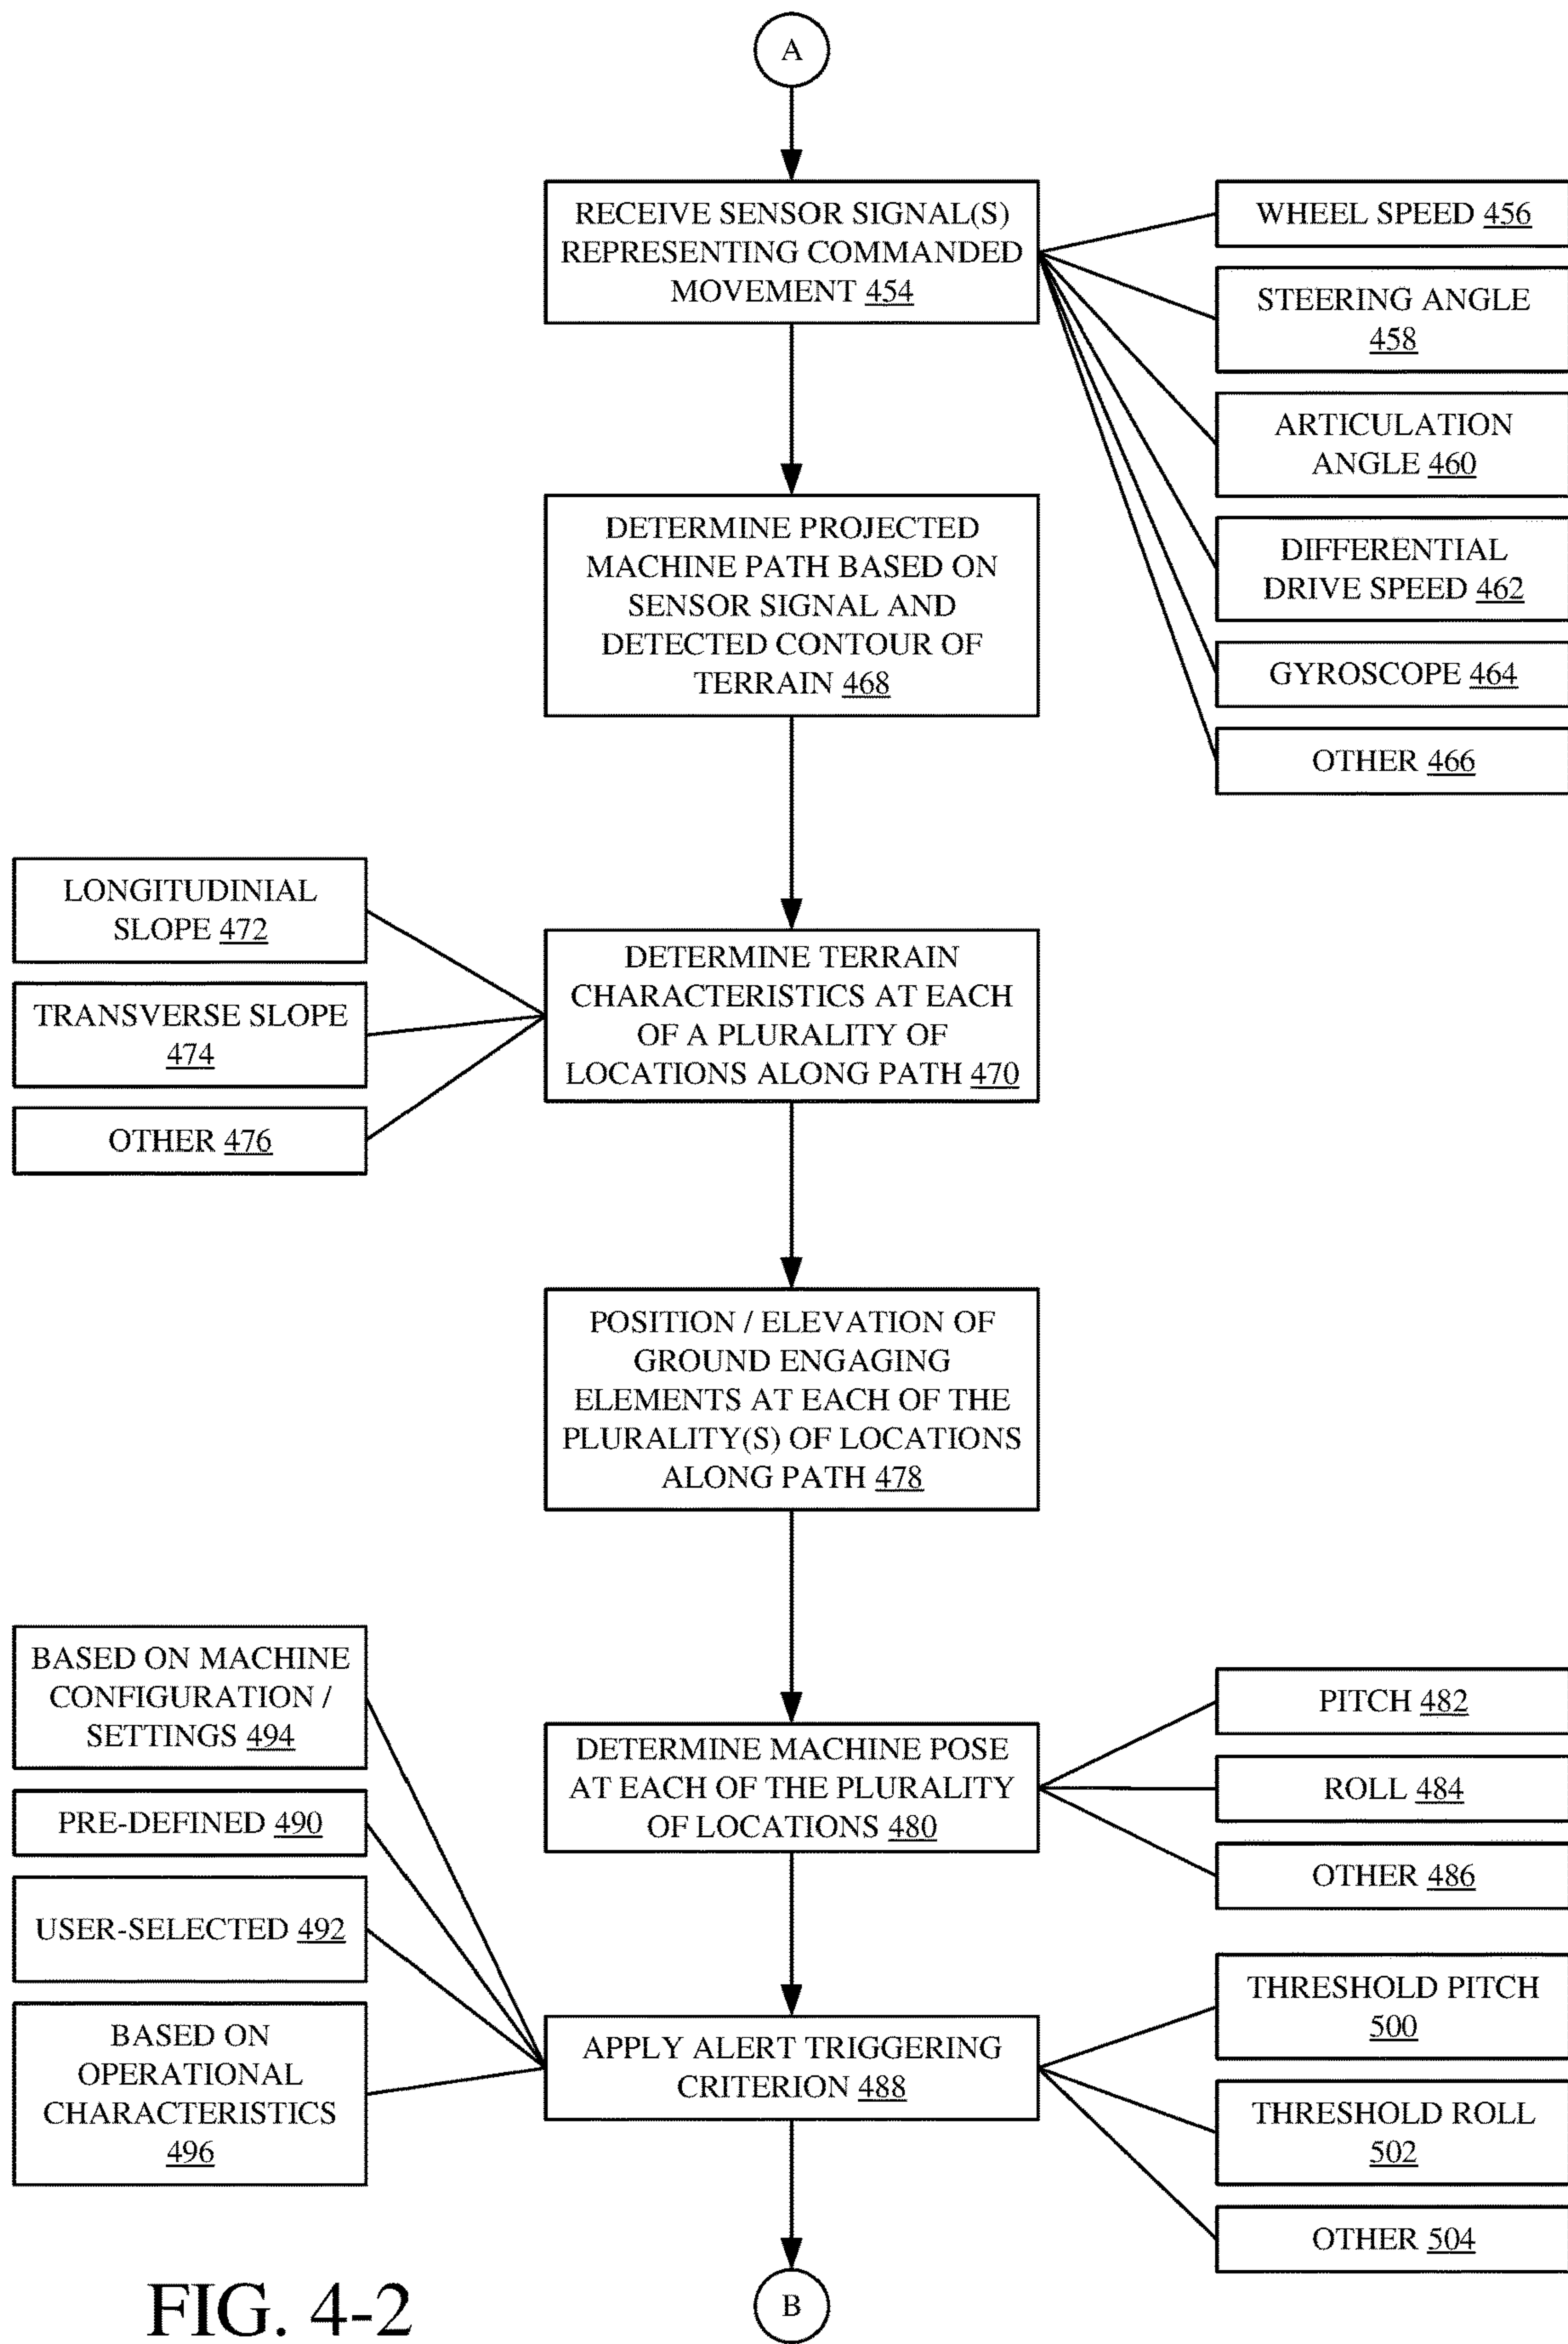 A
RECEIVE SENSOR SIGNAL(S)
REPRESENTING COMMANDED
MOVEMENT 454
WHEEL SPEED 456
STEERING ANGLE
458
ARTICULATION
ANGLE 460
DIFFERENTIAL
DRIVE SPEED 462
GYROSCOPE 464
OTHER 466
DETERMINE PROJECTED
MACHINE PATH BASED ON
SENSOR SIGNAL AND
DETECTED CONTOUR OF
TERRAIN 468
LONGITUDINIAL
SLOPE 472
TRANSVERSE SLOPE
474
OTHER 476
DETERMINE TERRAIN
CHARACTERISTICS AT EACH
OF A PLURALITY OF
LOCATIONS ALONG PATH 470
POSITION / ELEVATION OF
GROUND ENGAGING
ELEMENTS AT EACH OF THE
PLURALITY(S) OF LOCATIONS
ALONG PATH 478
DETERMINE MACHINE POSE
AT EACH OF THE PLURALITY
OF LOCATIONS 480
PITCH 482
ROLL 484
OTHER 486
BASED ON MACHINE
CONFIGURATION /
SETTINGS 494
PRE-DEFINED 490
USER-SELECTED 492
BASED ON
OPERATIONAL
CHARACTERISTICS
496
APPLY ALERT TRIGGERING
CRITERION 488
THRESHOLD PITCH
500
THRESHOLD ROLL
502
OTHER 504
B
FIG. 4-2